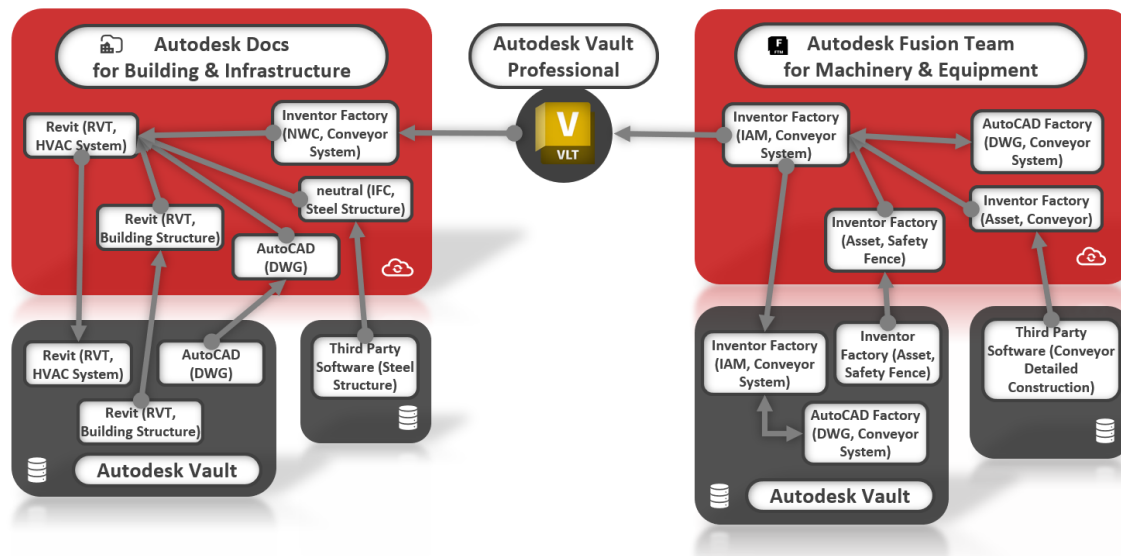 Autodesk Docs
for Building & Infrastructure
Revit (RVT,
HVAC System)
Inventor Factory
(NWC, Conveyor
System)
neutral (IFC,
Steel Structure)
Revit (RVT,
Building Structure)
AutoCAD
(DWG)
Revit (RVT,
HVAC System)
AutoCAD
(DWG)
Revit (RVT,
Building Structure)
Autodesk Vault
Third Party
Software (Steel
Structure)
Autodesk Vault
Professional
V
VLT
F
FTM
Autodesk Fusion Team
for Machinery & Equipment
Inventor Factory
(IAM, Conveyor
System)
AutoCAD Factory
(DWG, Conveyor
System)
Inventor Factory
(Asset, Conveyor)
Inventor Factory
(Asset, Safety
Fence)
Inventor Factory
(IAM, Conveyor
System)
Inventor
Factory (Asset,
Safety Fence)
AutoCAD Factory
(DWG, Conveyor
System)
Autodesk Vault
Third Party
Software (Conveyor
Detailed
Construction)